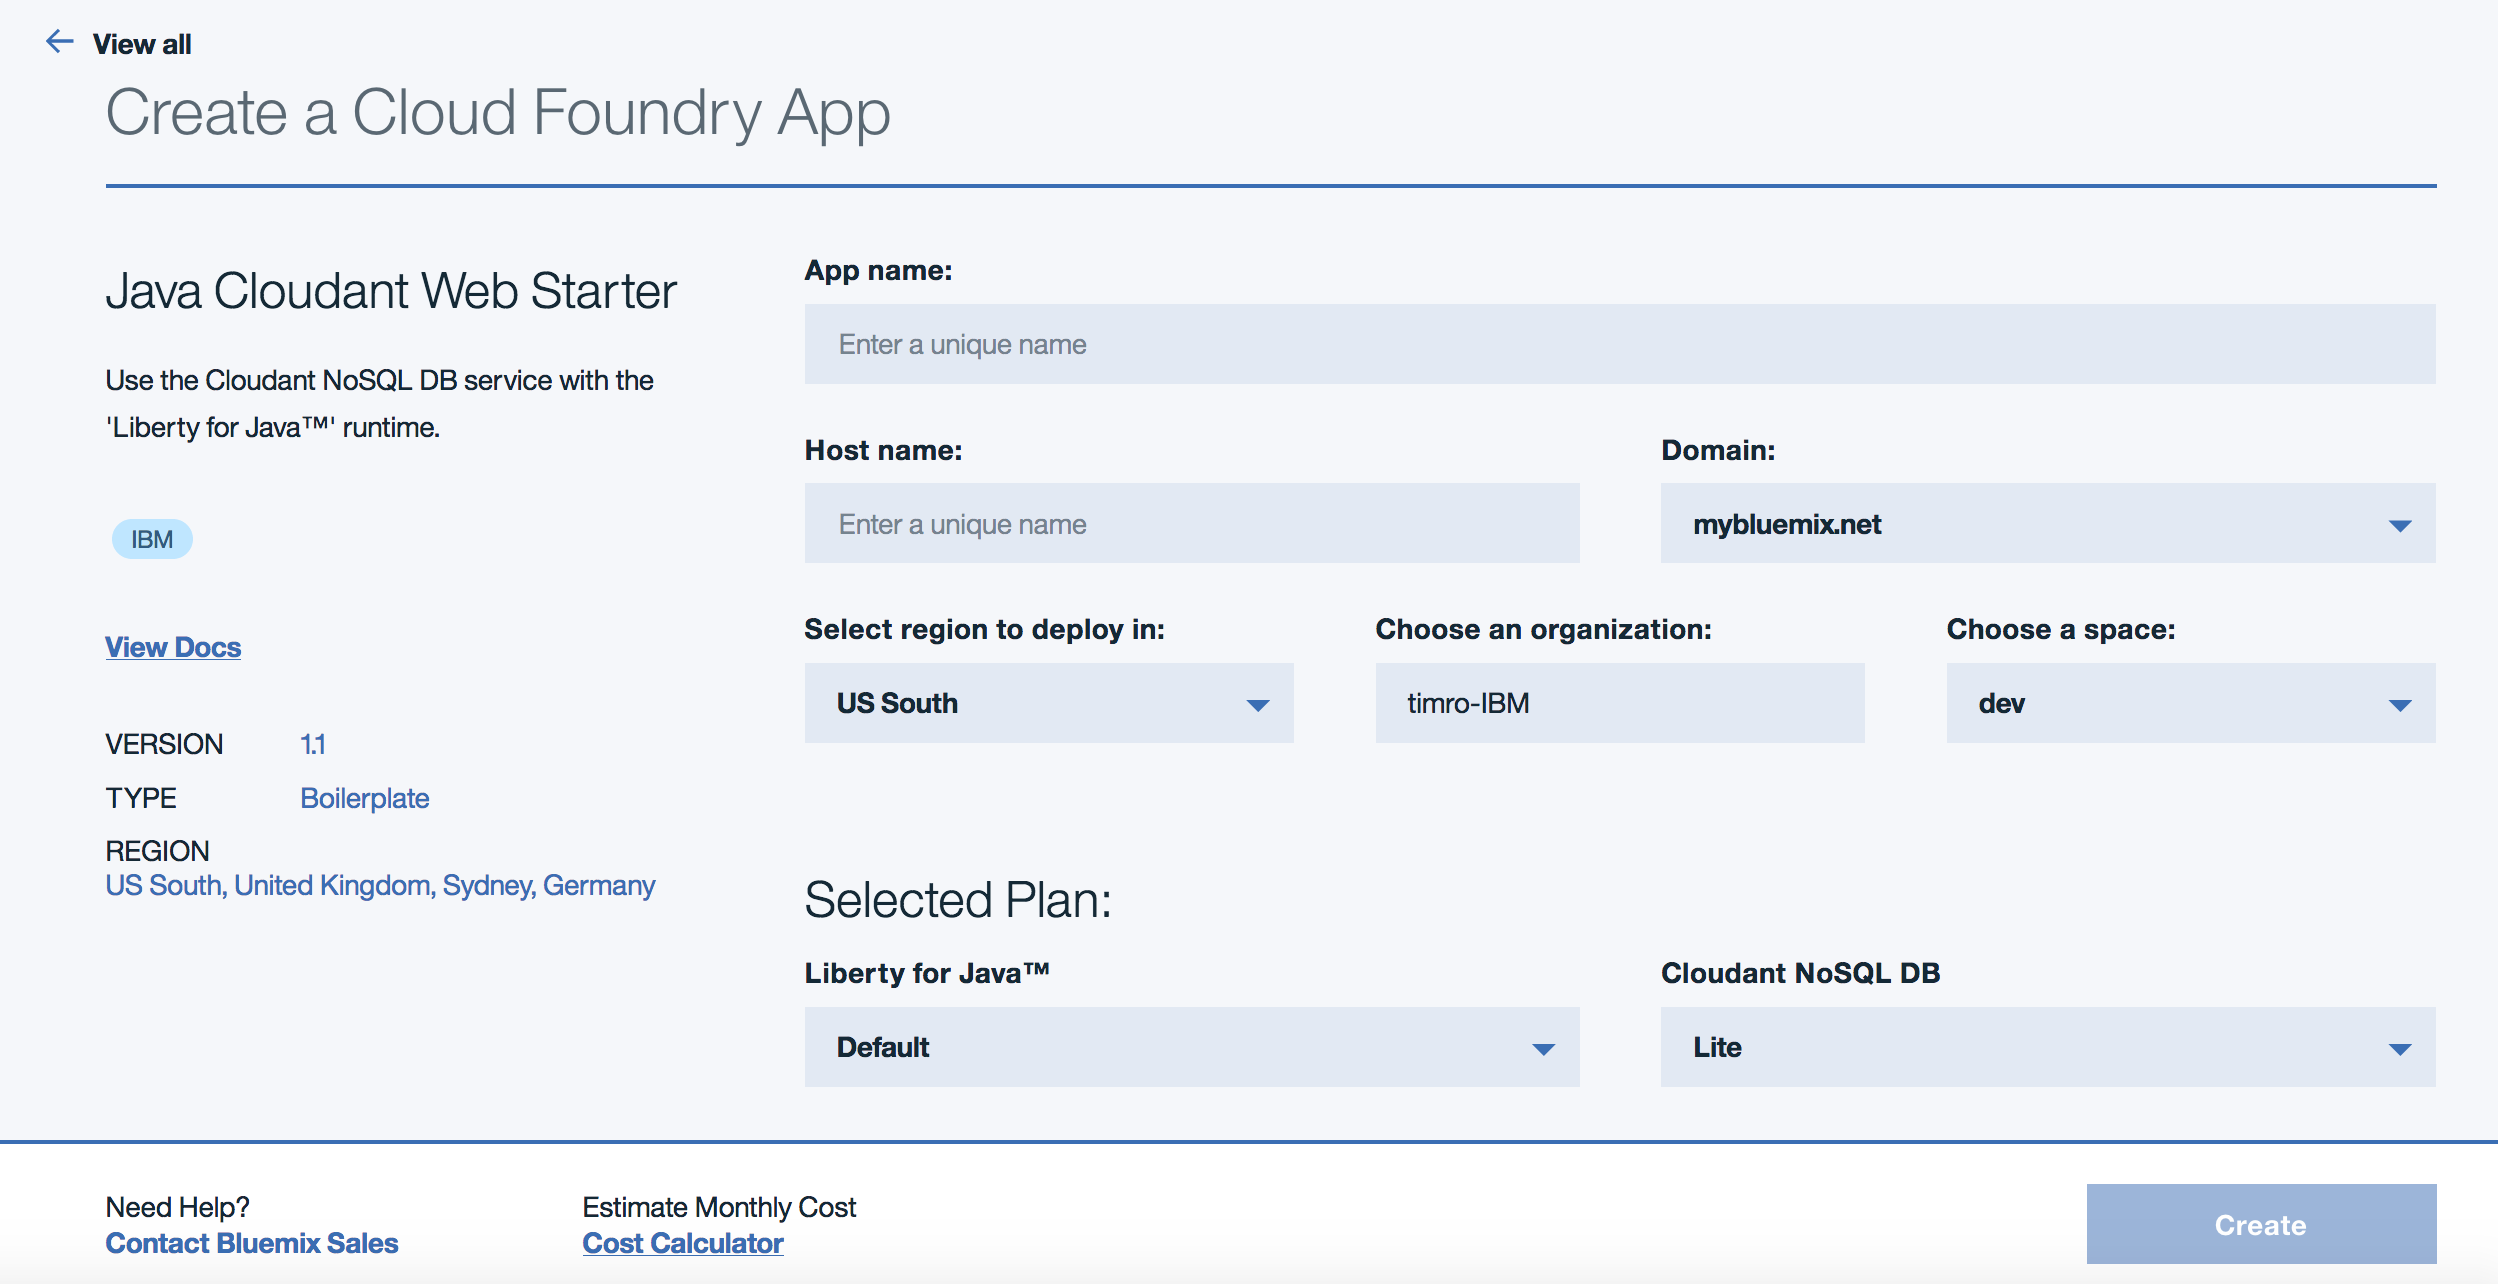 View all
Create a Cloud Foundry App
Java Cloudant Web Starter
Use the Cloudant NoSQL DB service with the
'Liberty for Java™' runtime.
IBM
View Docs
VERSION 1.1
TYPE Boilerplate
REGION
US South, United Kingdom, Sydney, Germany
App name:
Enter a unique name
Host name: Domain:
Enter a unique name mybluemix.net
Select region to deploy in: Choose an organization: Choose a space:
US South timro-IBM dev
Selected Plan:
Liberty for Java™ Cloudant NoSQL DB
Default Lite
Need Help? Estimate Monthly Cost
Contact Bluemix Sales Cost Calculator
Create